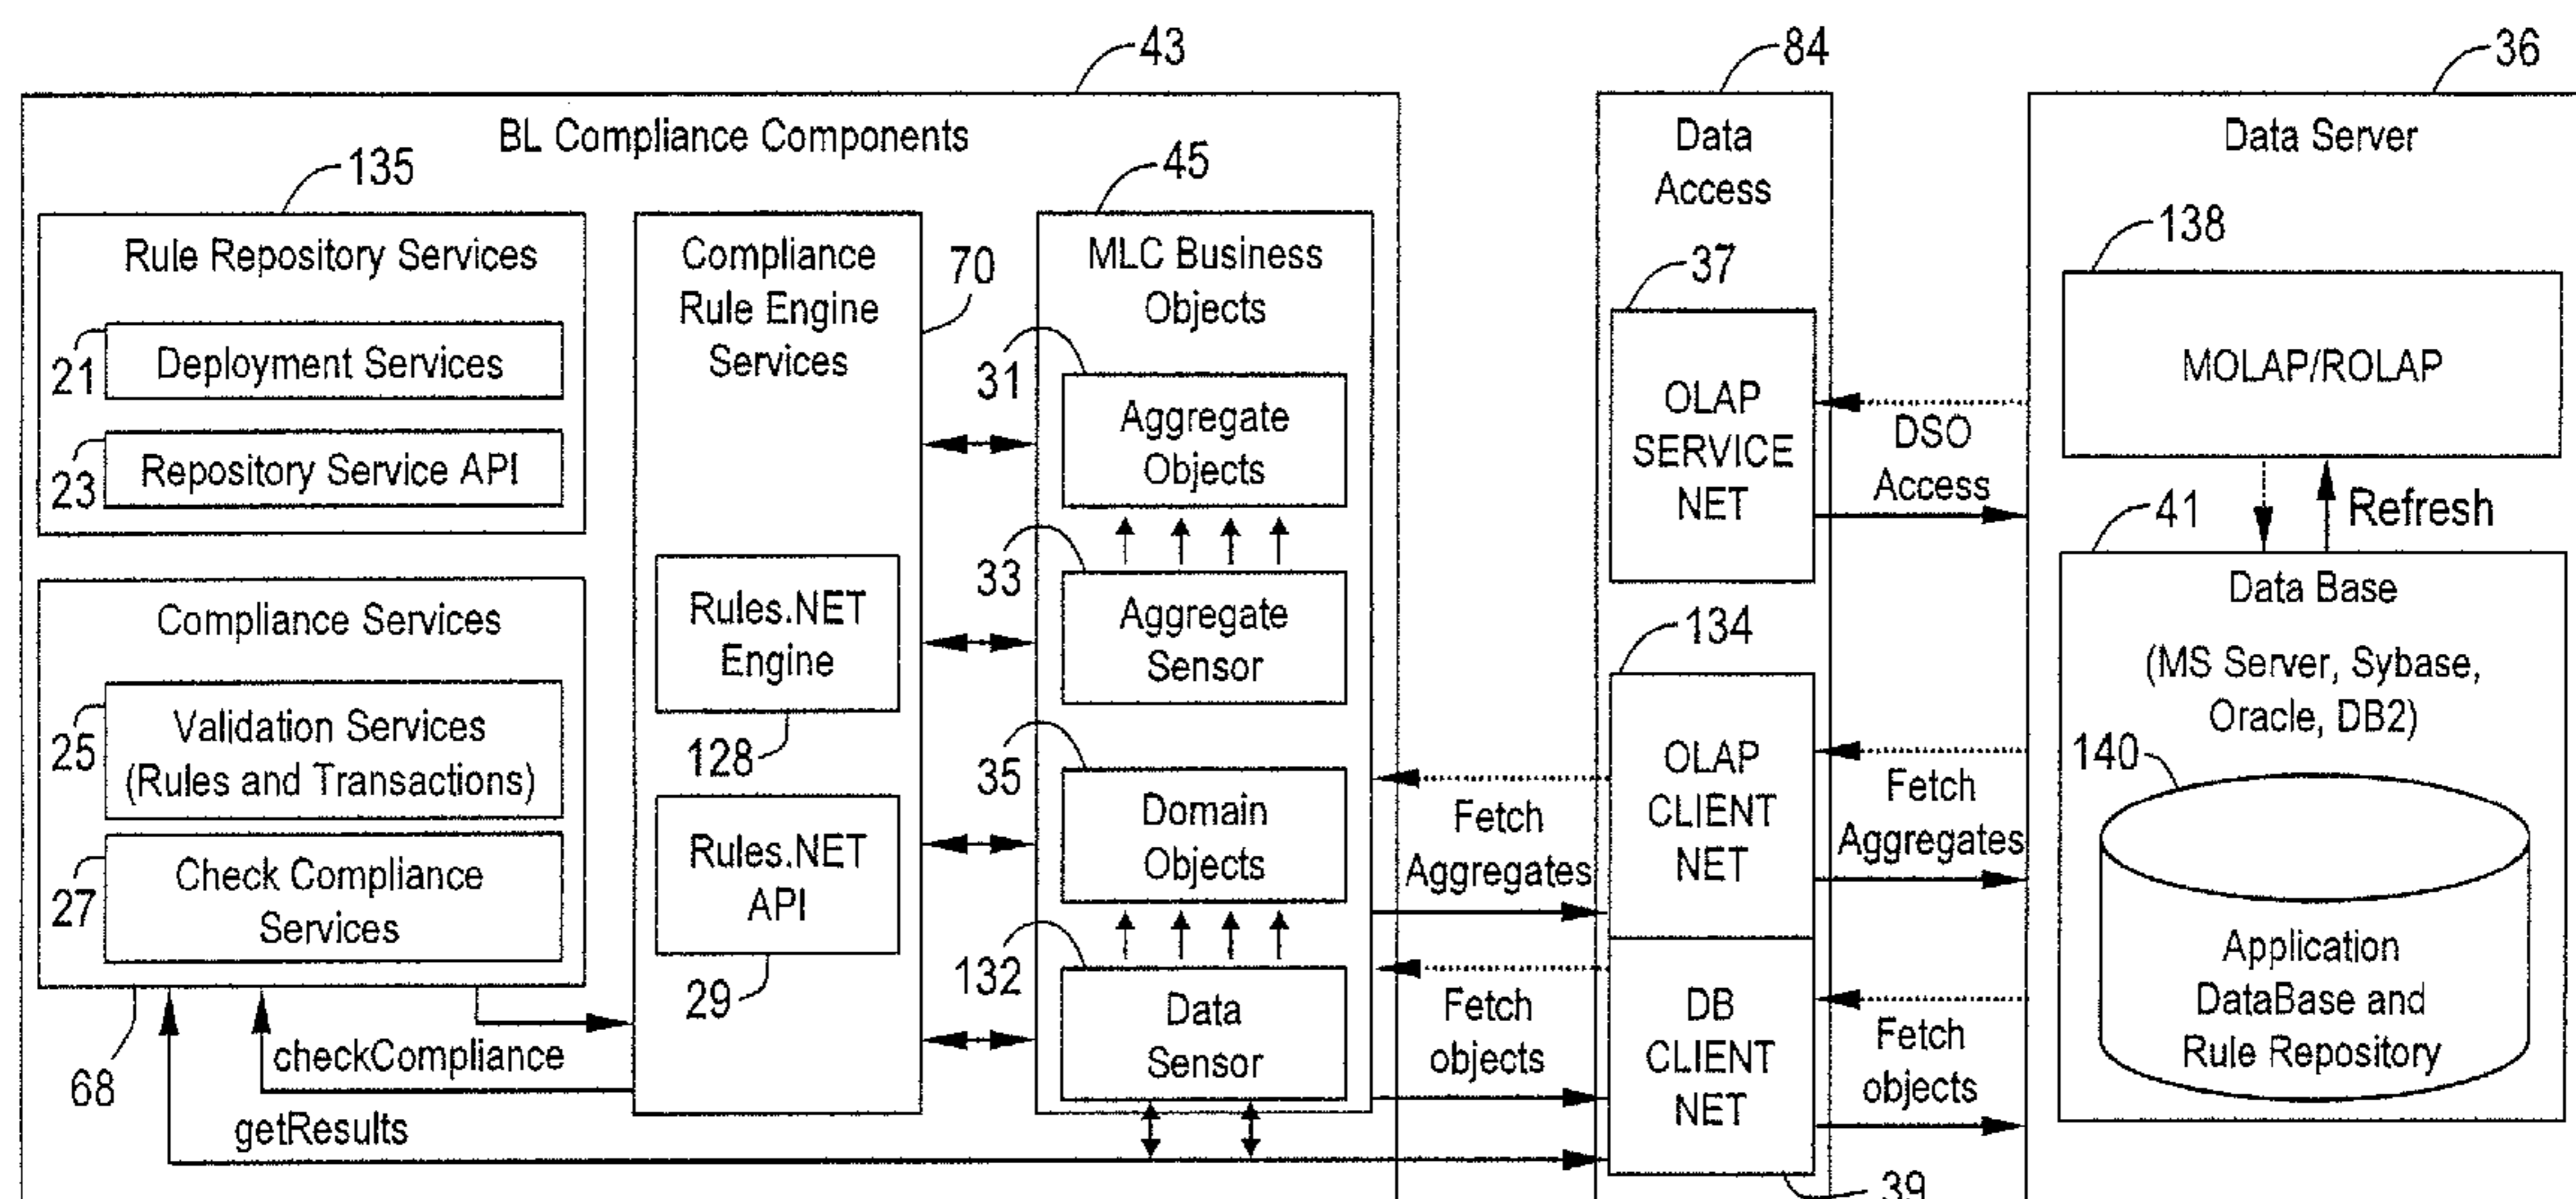 43
84
36
BL Compliance Components
Data
Access
Data Server
135
45
Rule Repository Services
21
Deployment Services
23
Repository Service API
Compliance
Rule Engine
Services
70
MLC Business
Objects
31
Aggregate
Objects
33
Aggregate
Sensor
35
Domain
Objects
132
Data
Sensor
Rules.NET
Engine
128
Rules.NET
API
29
Compliance Services
25
Validation Services
(Rules and Transactions)
27
Check Compliance
Services
68
checkCompliance
getResults
Fetch
Aggregates
Fetch
objects
37
OLAP
SERVICE
NET
134
OLAP
CLIENT
NET
DB
CLIENT
NET
39
DSO
Access
Fetch
Aggregates
Fetch
objects
138
MOLAP/ROLAP
41
Refresh
Data Base
(MS Server, Sybase,
Oracle, DB2)
140
Application
DataBase and
Rule Repository